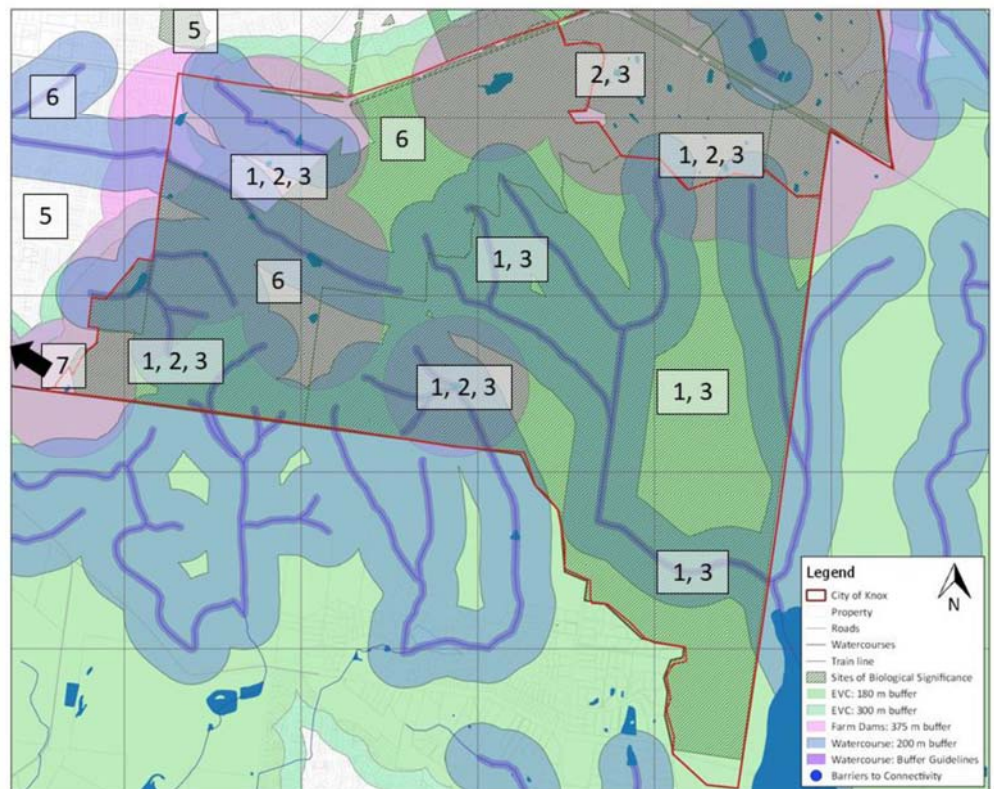 5
6
2, 3
6
1, 2, 3
1, 2, 3
5
1, 3
6
7
1, 2, 3
1, 2, 3
1, 3
1, 3
Legend
N
City of Knox
Property
Roads
Watercourses
Train line
Sites of Biological Significance
EVC: 180 m buffer
EVC: 300 m buffer
Farm Dams: 375 m buffer
Watercourse: 200 m buffer
Watercourse: Buffer Guidelines
Barriers to Connectivity